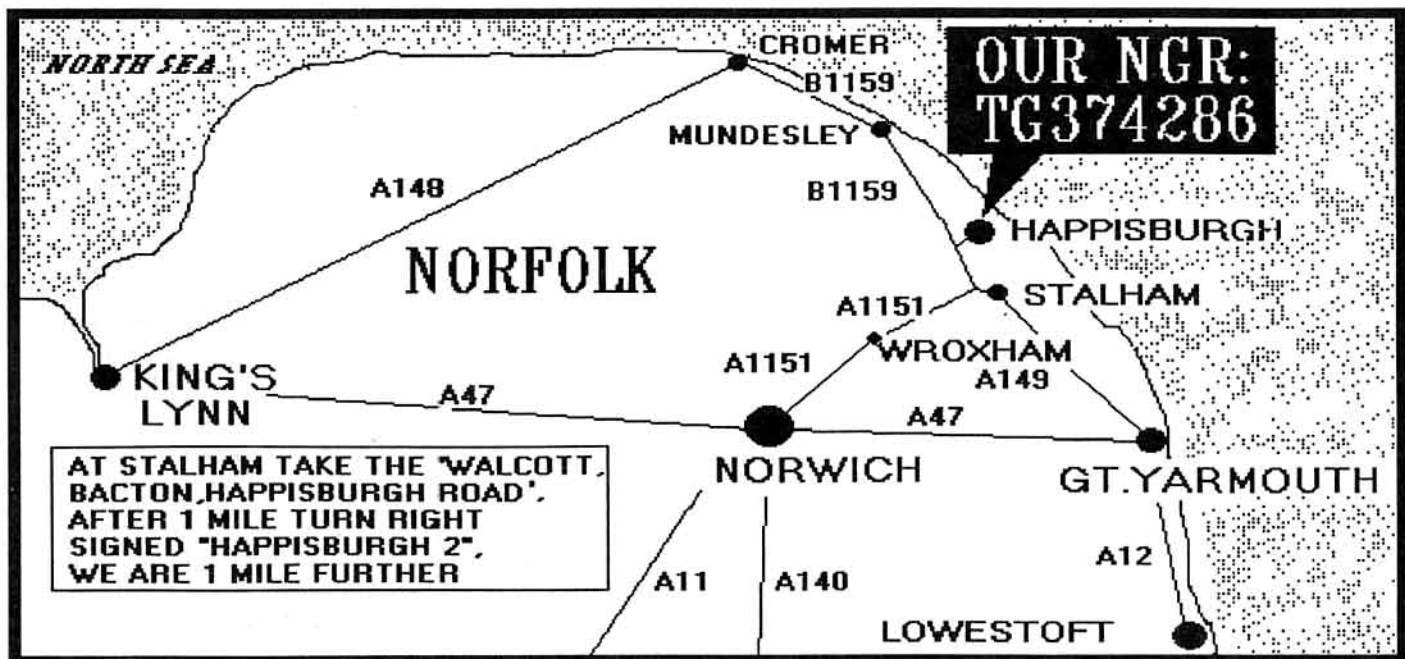 NORTH SEA
CROMER
B1159
OUR NGR:
TG374286
MUNDESLEY
A148
B1159
NORFOLK
HAPPISBURGH
STALHAM
A1151
WROXHAM
A1151
A149
KING'S
LYNN
A47
A47
NORWICH
GT.YARMOUTH
AT STALHAM TAKE THE "WALCOTT,
BACTON,HAPPISBURGH ROAD',
AFTER 1 MILE TURN RIGHT
SIGNED "HAPPISBURGH 2",
WE ARE 1 MILE FURTHER
A11
A140
A12
LOWESTOFT